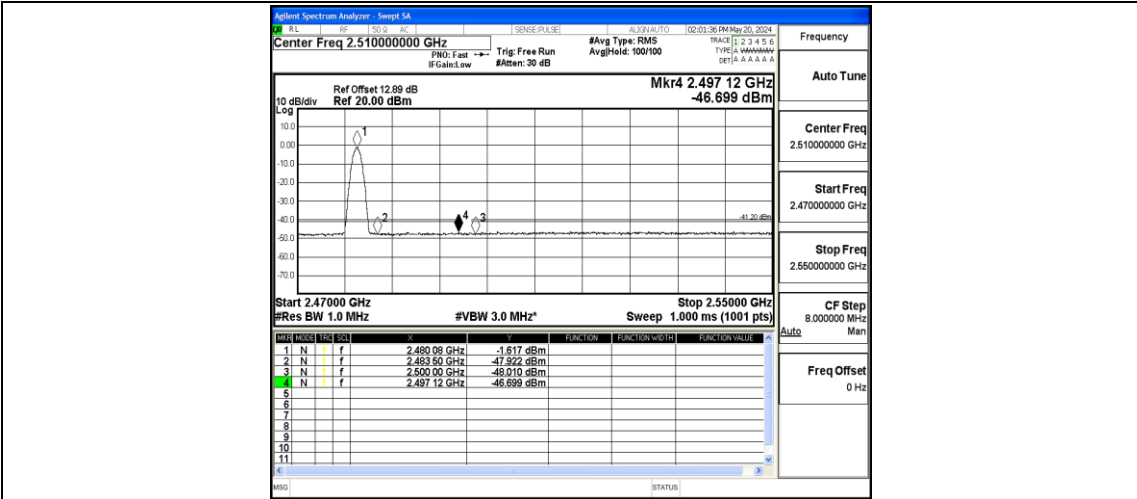 Agilent Spectrum Analyzer - Swept SA
RL RF 50 Ω AC SENSE:PULSE ALIGN AUTO 02:01:36 PM May 20, 2024
Center Freq 2.510000000 GHz
PNO: Fast
IFGain:Low
Trig: Free Run
#Atten: 30 dB
#Avg Type: RMS
Avg|Hold: 100/100
TRACE 1 2 3 4 5 6
TYPE A WWWWW
DET A A A A A A
Mkr4 2.497 12 GHz
-46.699 dBm
Ref Offset 12.89 dB
10 dB/div Ref 20.00 dBm
Log
10.0
0.00
-10.0
-20.0
-30.0
-40.0
-50.0
-60.0
-70.0
1
2
4
3
-41.20 dBm
Start 2.47000 GHz Stop 2.55000 GHz
#Res BW 1.0 MHz #VBW 3.0 MHz* Sweep 1.000 ms (1001 pts)
MKR MODE TRC SCL X Y FUNCTION FUNCTION WIDTH FUNCTION VALUE
1 N 1 f 2.480 08 GHz -1.617 dBm
2 N 1 f 2.483 50 GHz -47.922 dBm
3 N 1 f 2.500 00 GHz -48.010 dBm
4 N 1 f 2.497 12 GHz -46.699 dBm
5
6
7
8
9
10
11
MSG STATUS
Frequency
Auto Tune
Center Freq
2.510000000 GHz
Start Freq
2.470000000 GHz
Stop Freq
2.550000000 GHz
CF Step
8.000000 MHz
Auto Man
Freq Offset
0 Hz